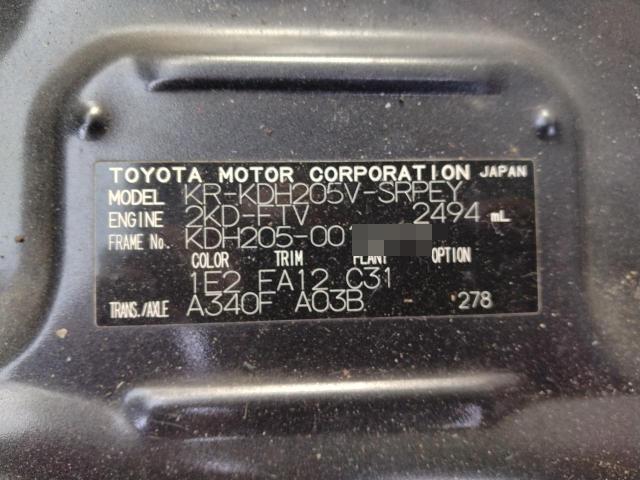 TOYOTA MOTOR CORPORATION JAPAN
MODEL KR-KDH205V-SRPEY
ENGINE 2KD-FTV 2494 mL
FRAME No. KDH205-00
COLOR TRIM PLANT OPTION
1E2 FA12 C31
TRANS./AXLE A340F A03B 278